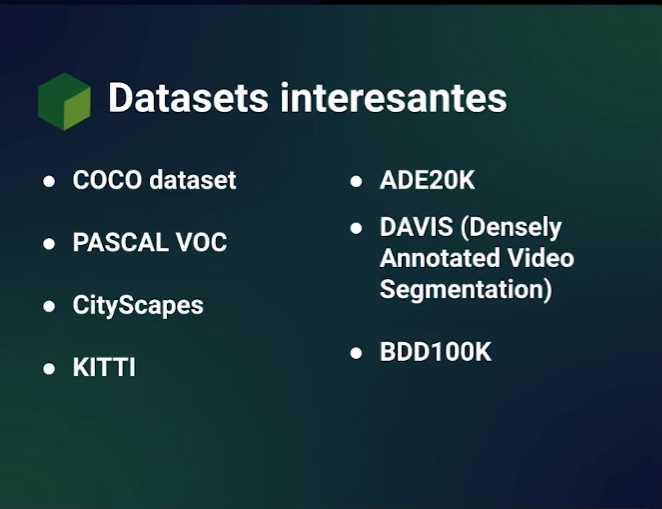 Datasets interesantes
• COCO dataset
• PASCAL VOC
• CityScapes
• KITTI
• ADE20K
• DAVIS (Densely
Annotated Video
Segmentation)
• BDD100K